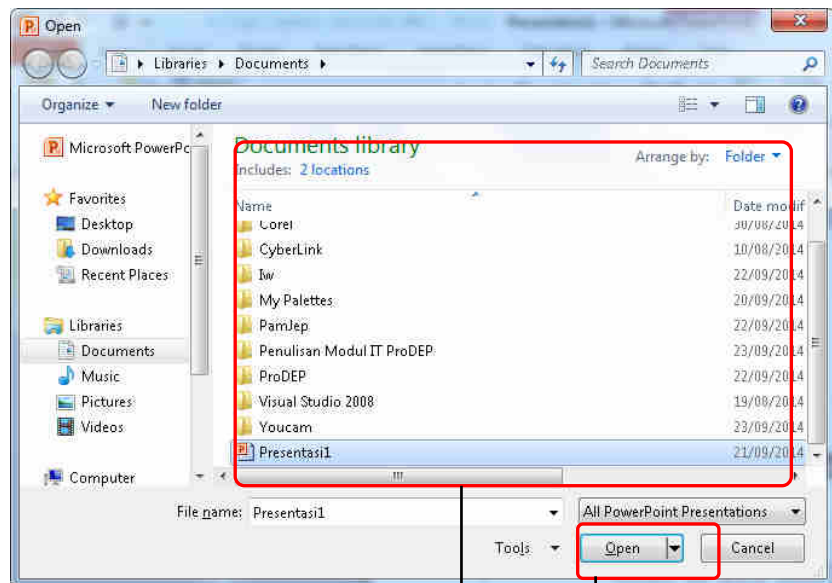 Open
Libraries Documents
Search Documents
Organize New folder
Microsoft PowerPo
Documents library
Includes: 2 locations
Arrange by: Folder
Favorites
Desktop
Downloads
Recent Places
Libraries
Documents
Music
Pictures
Videos
Computer
Name Date modif
Corel 30/08/2014
CyberLink 10/08/2014
Iw 22/09/2014
My Palettes 20/09/2014
PamJep 22/09/2014
Penulisan Modul IT ProDEP 23/09/2014
ProDEP 22/09/2014
Visual Studio 2008 19/08/2014
Youcam 23/09/2014
Presentasi1 21/09/2014
File name: Presentasi1 All PowerPoint Presentations
Tools Open Cancel